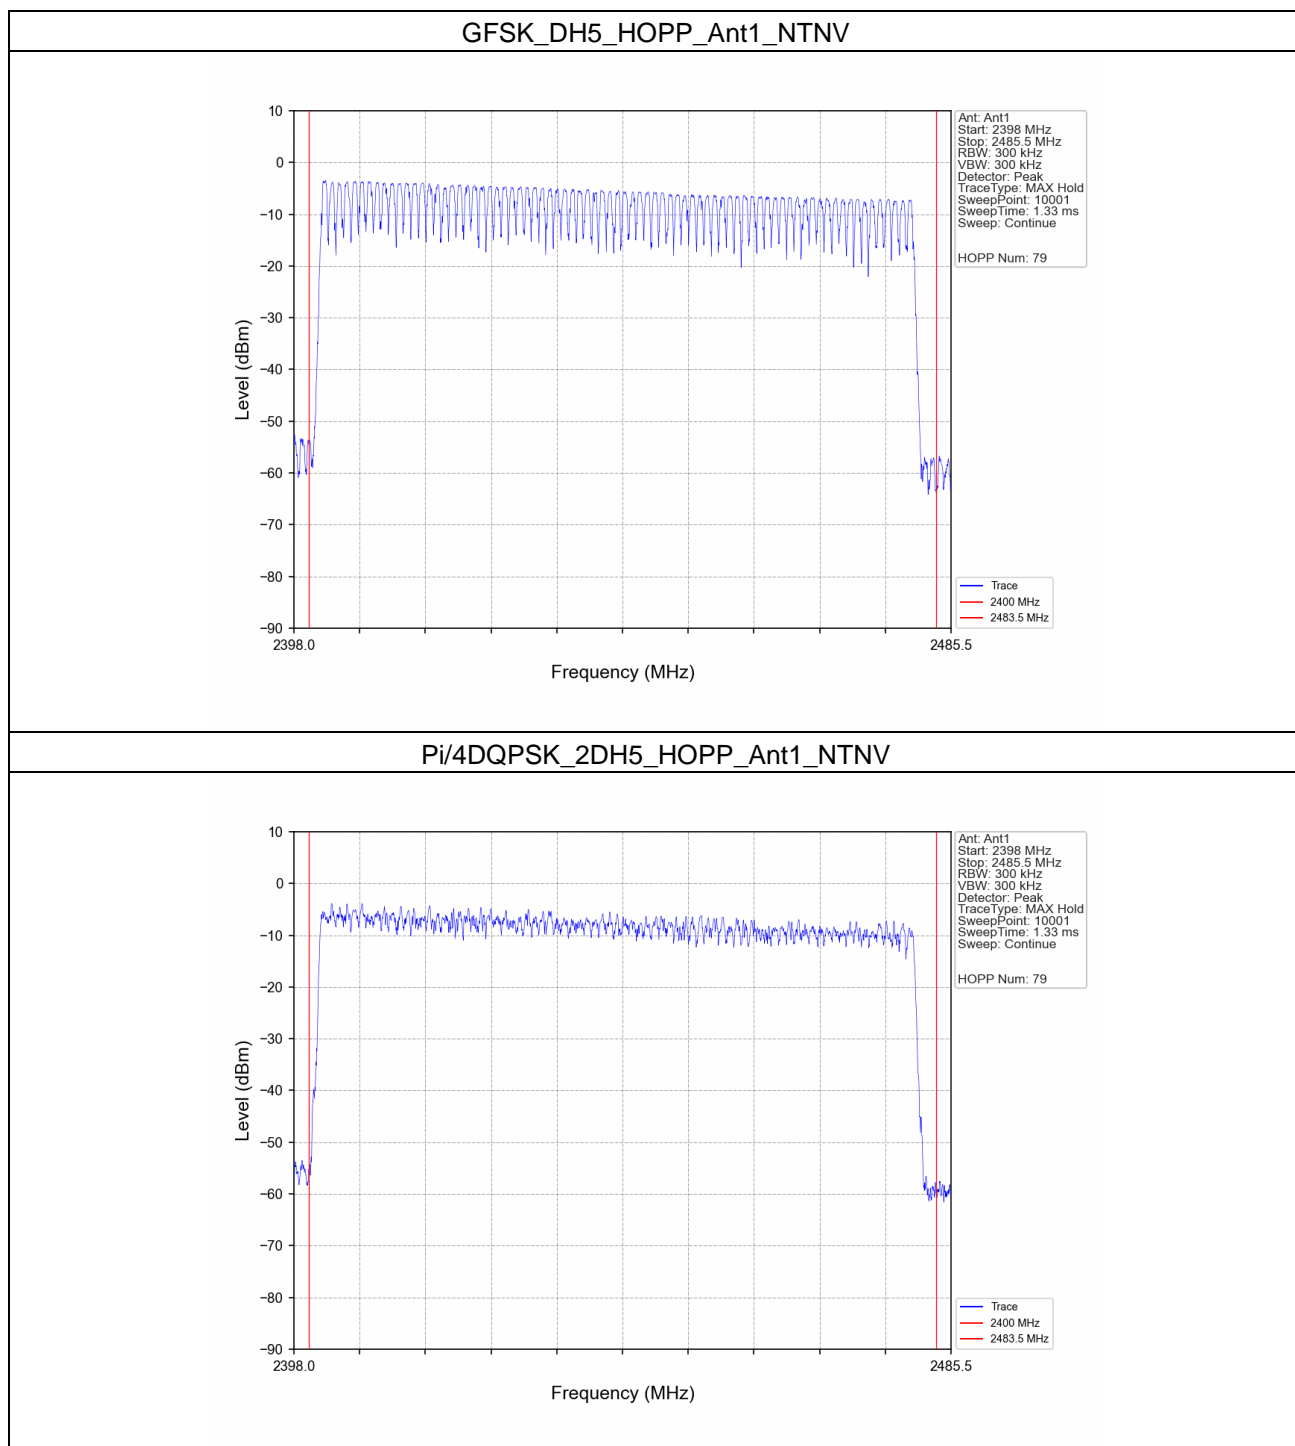 GFSK_DH5_HOPP_Ant1_NTNV
10
0
−10
−20
−30
−40
−50
−60
−70
−80
−90
Level (dBm)
2398.0
2485.5
Frequency (MHz)
Ant: Ant1
Start: 2398 MHz
Stop: 2485.5 MHz
RBW: 300 kHz
VBW: 300 kHz
Detector: Peak
TraceType: MAX Hold
SweepPoint: 10001
SweepTime: 1.33 ms
Sweep: Continue
HOPP Num: 79
Trace
2400 MHz
2483.5 MHz
Pi/4DQPSK_2DH5_HOPP_Ant1_NTNV
10
0
−10
−20
−30
−40
−50
−60
−70
−80
−90
Level (dBm)
2398.0
2485.5
Frequency (MHz)
Ant: Ant1
Start: 2398 MHz
Stop: 2485.5 MHz
RBW: 300 kHz
VBW: 300 kHz
Detector: Peak
TraceType: MAX Hold
SweepPoint: 10001
SweepTime: 1.33 ms
Sweep: Continue
HOPP Num: 79
Trace
2400 MHz
2483.5 MHz